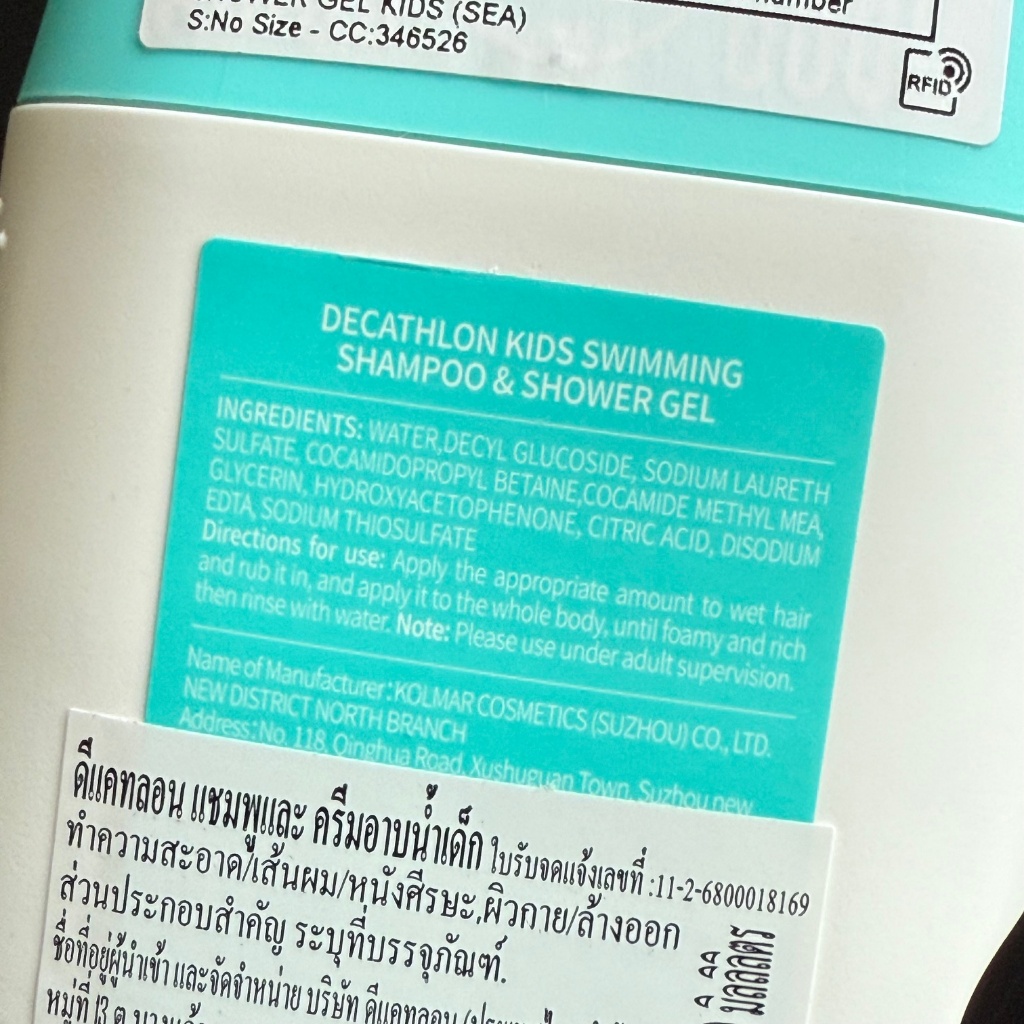 SHOWER GEL KIDS (SEA)
number
S:No Size - CC:346526
RFID
DECATHLON KIDS SWIMMING
SHAMPOO & SHOWER GEL
INGREDIENTS: WATER,DECYL GLUCOSIDE, SODIUM LAURETH
SULFATE, COCAMIDOPROPYL BETAINE,COCAMIDE METHYL MEA,
GLYCERIN, HYDROXYACETOPHENONE, CITRIC ACID, DISODIUM
EDTA, SODIUM THIOSULFATE
Directions for use: Apply the appropriate amount to wet hair
and rub it in, and apply it to the whole body, until foamy and rich
then rinse with water. Note: Please use under adult supervision.
Name of Manufacturer:KOLMAR COSMETICS (SUZHOU) CO., LTD.
NEW DISTRICT NORTH BRANCH
Address:No. 118, Qinghua Road, Xushuguan Town, Suzhou new
ดีแคทลอน แชมพูและ ครีมอาบน้ำเด็ก ใบรับจดแจ้งเลขที่ :11-2-6800018169
ทำความสะอาด/เส้นผม/หนังศีรษะ,ผิวกาย/ล้างออก
ส่วนประกอบสำคัญ ระบุที่บรรจุภัณฑ์.
ชื่อที่อยู่ผู้นำเข้า และจัดจำหน่าย บริษัท ดีแคทลอน
หมู่ที่ 13 ต.
มิลลิลิตร